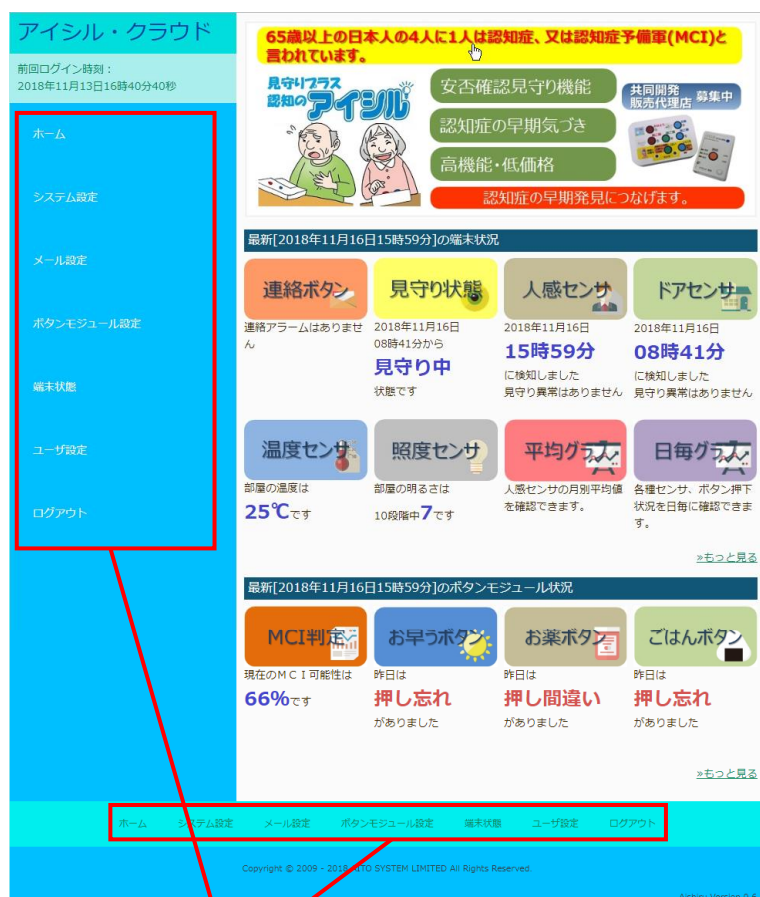 アイシル・クラウド
前回ログイン時刻：
2018年11月13日16時40分40秒
ホーム
システム設定
メール設定
ボタンモジュール設定
端末状態
ユーザ設定
ログアウト
65歳以上の日本人の4人に1人は認知症、又は認知症予備軍(MCI)と
言われています。
見守りプラス
認知のアイシル
安否確認見守り機能
認知症の早期気づき
高機能・低価格
共同開発
販売代理店 募集中
認知症の早期発見につなげます。
最新[2018年11月16日15時59分]の端末状況
連絡ボタン 見守り状態 人感センサ ドアセンサ
連絡アラームはありませ
ん
2018年11月16日
08時41分から
見守り中
状態です
2018年11月16日
15時59分
に検知しました
見守り異常はありません
2018年11月16日
08時41分
に検知しました
見守り異常はありません
温度センサ 照度センサ 平均グラフ 日毎グラフ
部屋の温度は
25℃です
部屋の明るさは
10段階中7です
人感センサの月別平均値
を確認できます。
各種センサ、ボタン押下
状況を日毎に確認できま
す。
»もっと見る
最新[2018年11月16日15時59分]のボタンモジュール状況
MCI判定 お早うボタン お薬ボタン ごはんボタン
現在のＭＣＩ可能性は
66%です
昨日は
押し忘れ
がありました
昨日は
押し間違い
がありました
昨日は
押し忘れ
がありました
»もっと見る
ホーム システム設定 メール設定 ボタンモジュール設定 端末状態 ユーザ設定 ログアウト
Copyright © 2009 - 2018 AITO SYSTEM LIMITED All Rights Reserved.